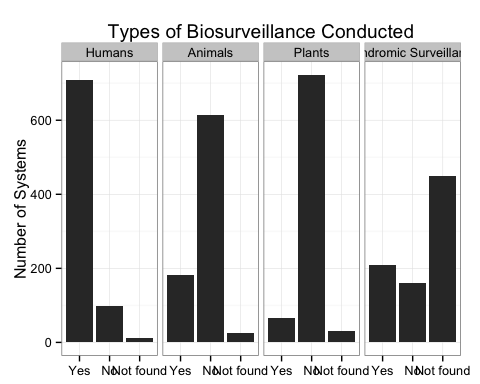 Types of Biosurveillance Conducted
Humans Animals Plants ndromic Surveillan
Number of Systems
600
400
200
0
Yes No Not found Yes No Not found Yes No Not found Yes No Not found